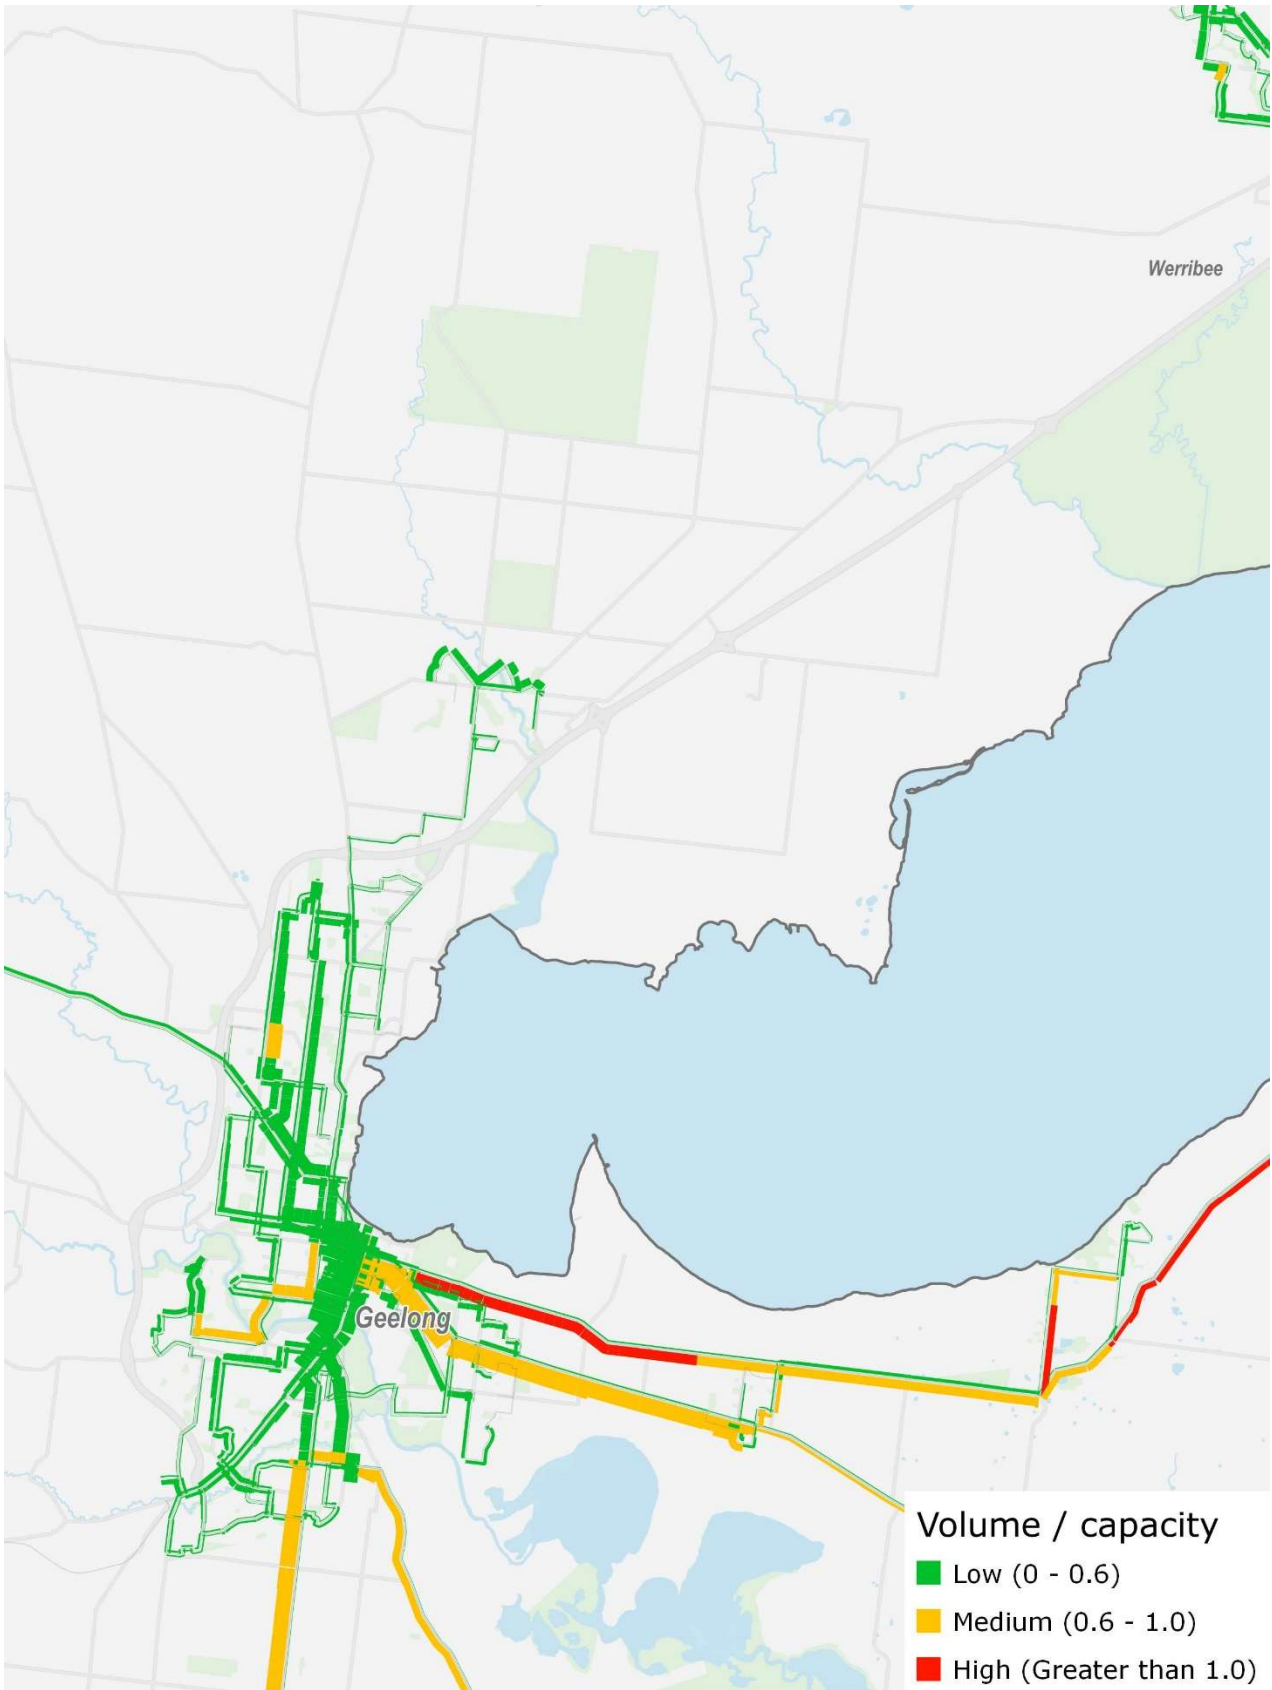 Werribee
Geelong
Volume / capacity
Low (0 - 0.6)
Medium (0.6 - 1.0)
High (Greater than 1.0)